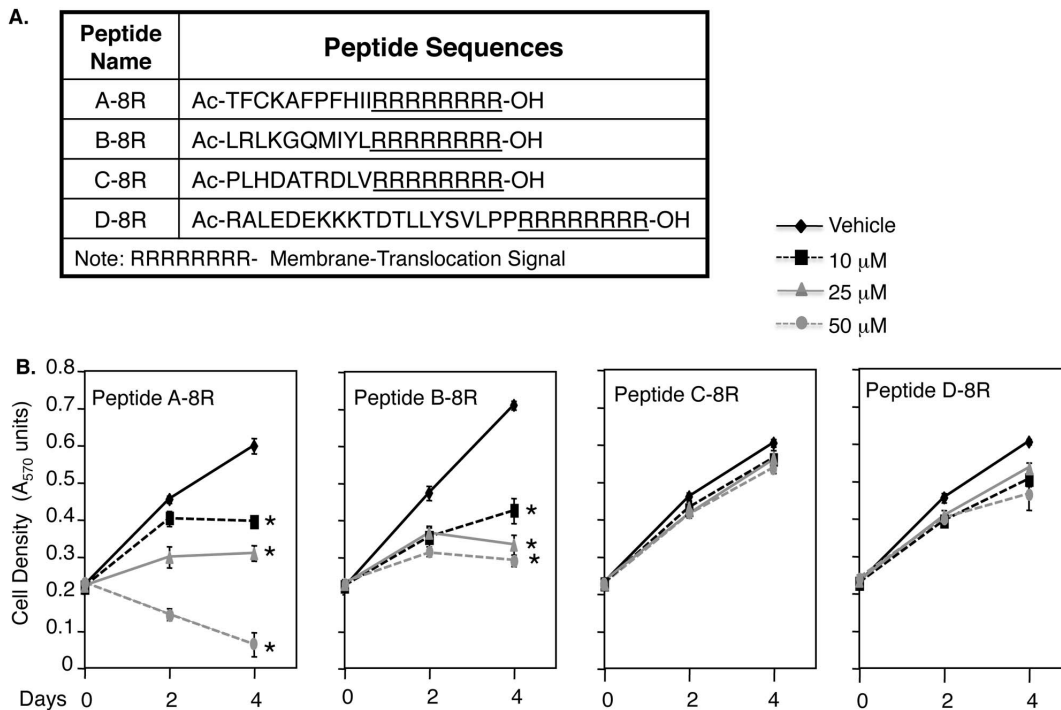 A.
Peptide Name
Peptide Sequences
A-8R
Ac-TFCKAFPFHIIRRRRRRRR-OH
B-8R
Ac-LRLKGQMIYLRRRRRRRR-OH
C-8R
Ac-PLHDATRDLVRRRRRRRR-OH
D-8R
Ac-RALEDEKKKTDTLLYSVLPPRRRRRRRR-OH
Note: RRRRRRRR- Membrane-Translocation Signal
Vehicle
10 μM
25 μM
50 μM
B.
Cell Density (A570 units)
0.8
0.7
0.6
0.5
0.4
0.3
0.2
0.1
0
Peptide A-8R
*
*
*
Peptide B-8R
*
*
*
Peptide C-8R
Peptide D-8R
Days
0 2 4
0 2 4
0 2 4
0 2 4